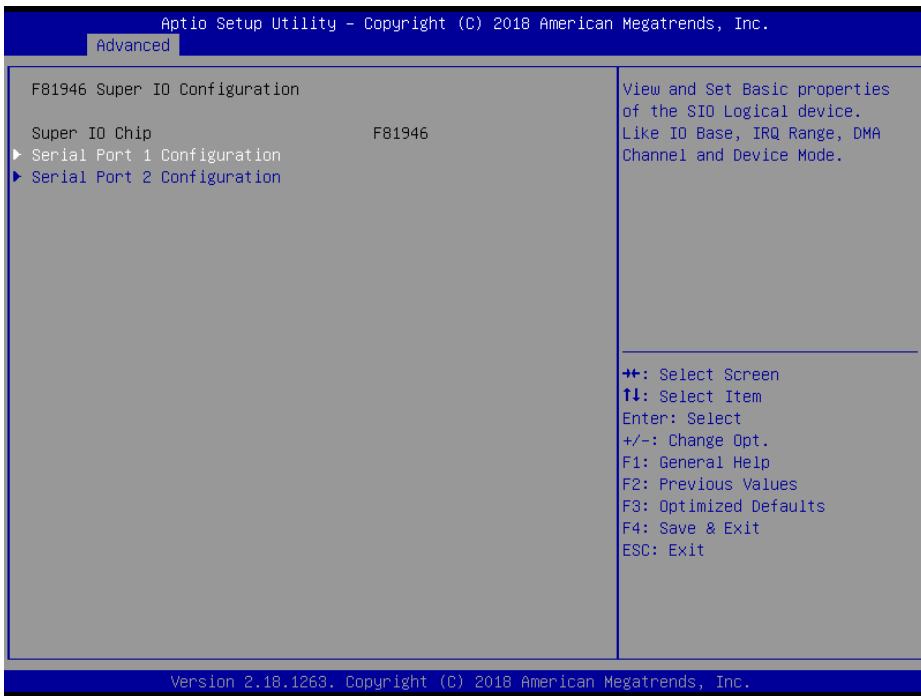 Aptio Setup Utility – Copyright (C) 2018 American Megatrends, Inc.
Advanced
F81946 Super IO Configuration
Super IO Chip F81946
Serial Port 1 Configuration
Serial Port 2 Configuration
View and Set Basic properties
of the SIO Logical device.
Like IO Base, IRQ Range, DMA
Channel and Device Mode.
→←: Select Screen
↑↓: Select Item
Enter: Select
+/-: Change Opt.
F1: General Help
F2: Previous Values
F3: Optimized Defaults
F4: Save & Exit
ESC: Exit
Version 2.18.1263. Copyright (C) 2018 American Megatrends, Inc.